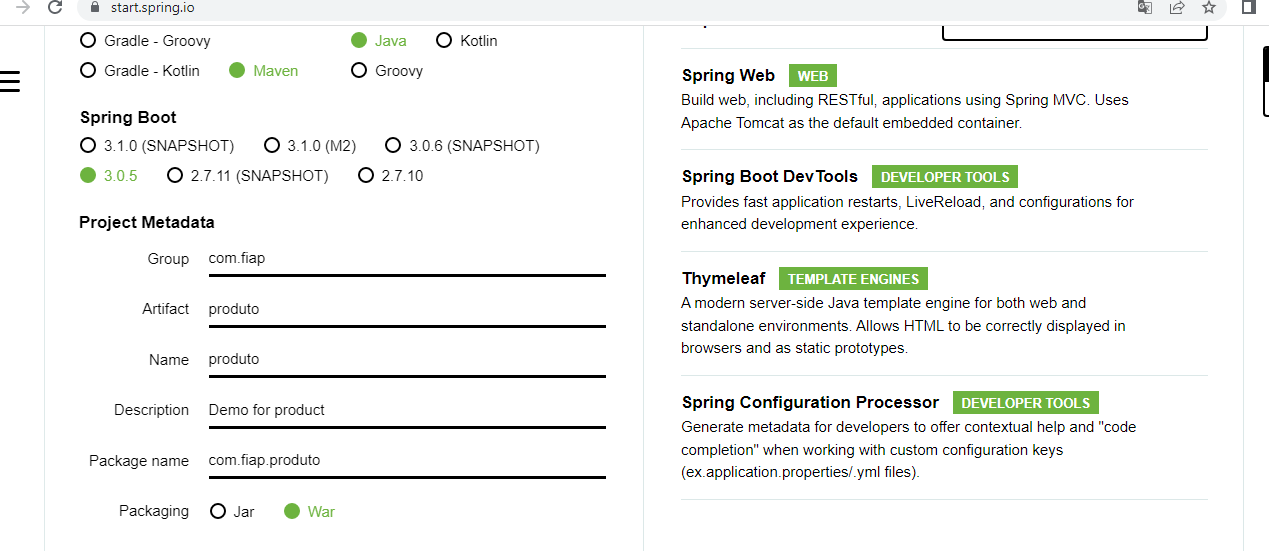 start.spring.io
Gradle - Groovy
Java
Kotlin
Gradle - Kotlin
Maven
Groovy
Spring Boot
3.1.0 (SNAPSHOT)
3.1.0 (M2)
3.0.6 (SNAPSHOT)
3.0.5
2.7.11 (SNAPSHOT)
2.7.10
Project Metadata
Group com.fiap
Artifact produto
Name produto
Description Demo for product
Package name com.fiap.produto
Packaging Jar War
Spring Web WEB
Build web, including RESTful, applications using Spring MVC. Uses
Apache Tomcat as the default embedded container.
Spring Boot DevTools DEVELOPER TOOLS
Provides fast application restarts, LiveReload, and configurations for
enhanced development experience.
Thymeleaf TEMPLATE ENGINES
A modern server-side Java template engine for both web and
standalone environments. Allows HTML to be correctly displayed in
browsers and as static prototypes.
Spring Configuration Processor DEVELOPER TOOLS
Generate metadata for developers to offer contextual help and "code
completion" when working with custom configuration keys
(ex.application.properties/.yml files).